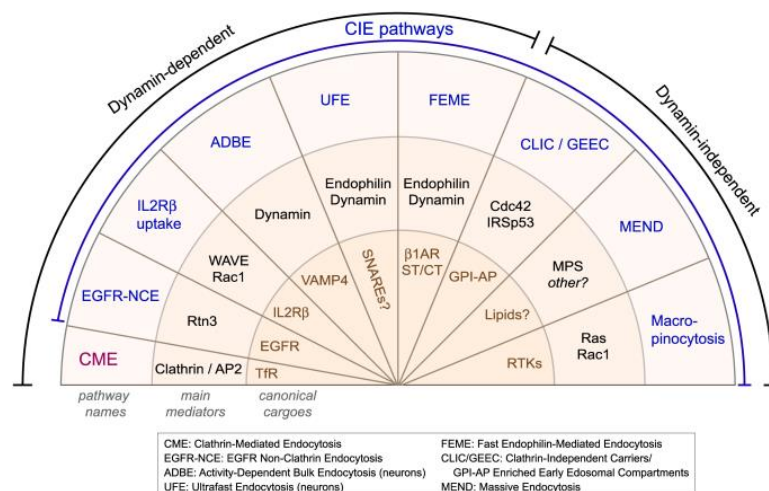 CIE pathways
Dynamin-dependent
Dynamin-independent
UFE
FEME
ADBE
CLIC / GEEC
IL2Rβ
uptake
MEND
EGFR-NCE
Macro-
pinocytosis
CME
Endophilin
Dynamin
Endophilin
Dynamin
Dynamin
Cdc42
IRSp53
WAVE
Rac1
MPS
other?
Rtn3
Ras
Rac1
Clathrin / AP2
SNAREs?
β1AR
ST/CT
VAMP4
GPI-AP
IL2Rβ
Lipids?
EGFR
RTKs
TfR
pathway
names
main
mediators
canonical
cargoes
CME: Clathrin-Mediated Endocytosis
EGFR-NCE: EGFR Non-Clathrin Endocytosis
ADBE: Activity-Dependent Bulk Endocytosis (neurons)
UFE: Ultrafast Endocytosis (neurons)
FEME: Fast Endophilin-Mediated Endocytosis
CLIC/GEEC: Clathrin-Independent Carriers/
GPI-AP Enriched Early Edosomal Compartments
MEND: Massive Endocytosis